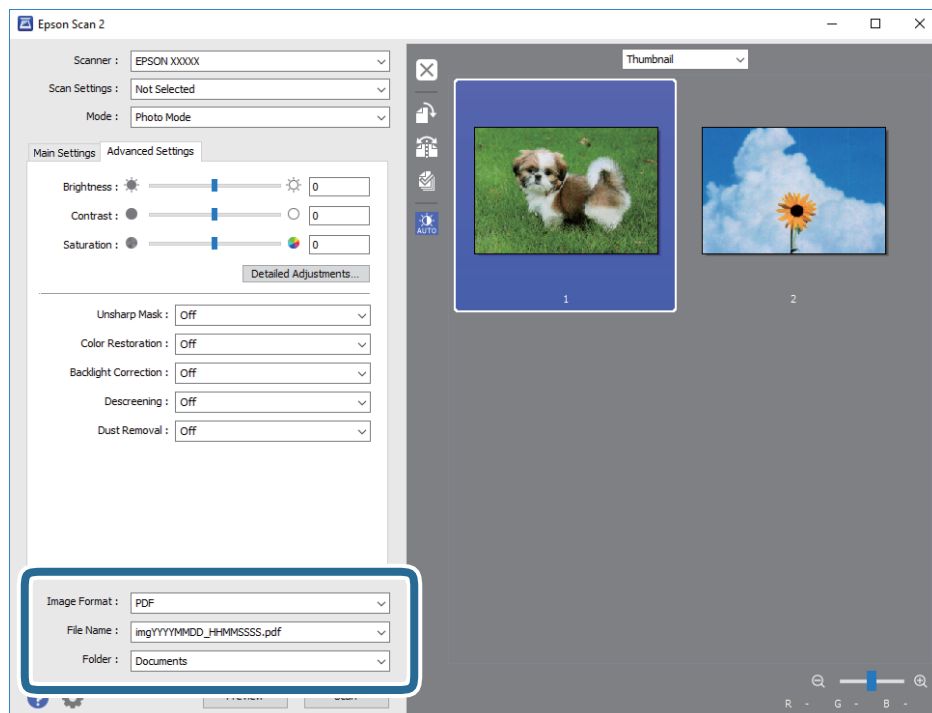 Epson Scan 2
Scanner :
EPSON XXXXX
Scan Settings :
Not Selected
Mode :
Photo Mode
Main Settings
Advanced Settings
Brightness :
0
Contrast :
0
Saturation :
0
Detailed Adjustments...
Unsharp Mask :
Off
Color Restoration :
Off
Backlight Correction :
Off
Descreening :
Off
Dust Removal :
Off
Image Format :
PDF
File Name :
imgYYYYMMDD_HHMMSSSS.pdf
Folder :
Documents
AUTO
Thumbnail
1
2
R - G - B -